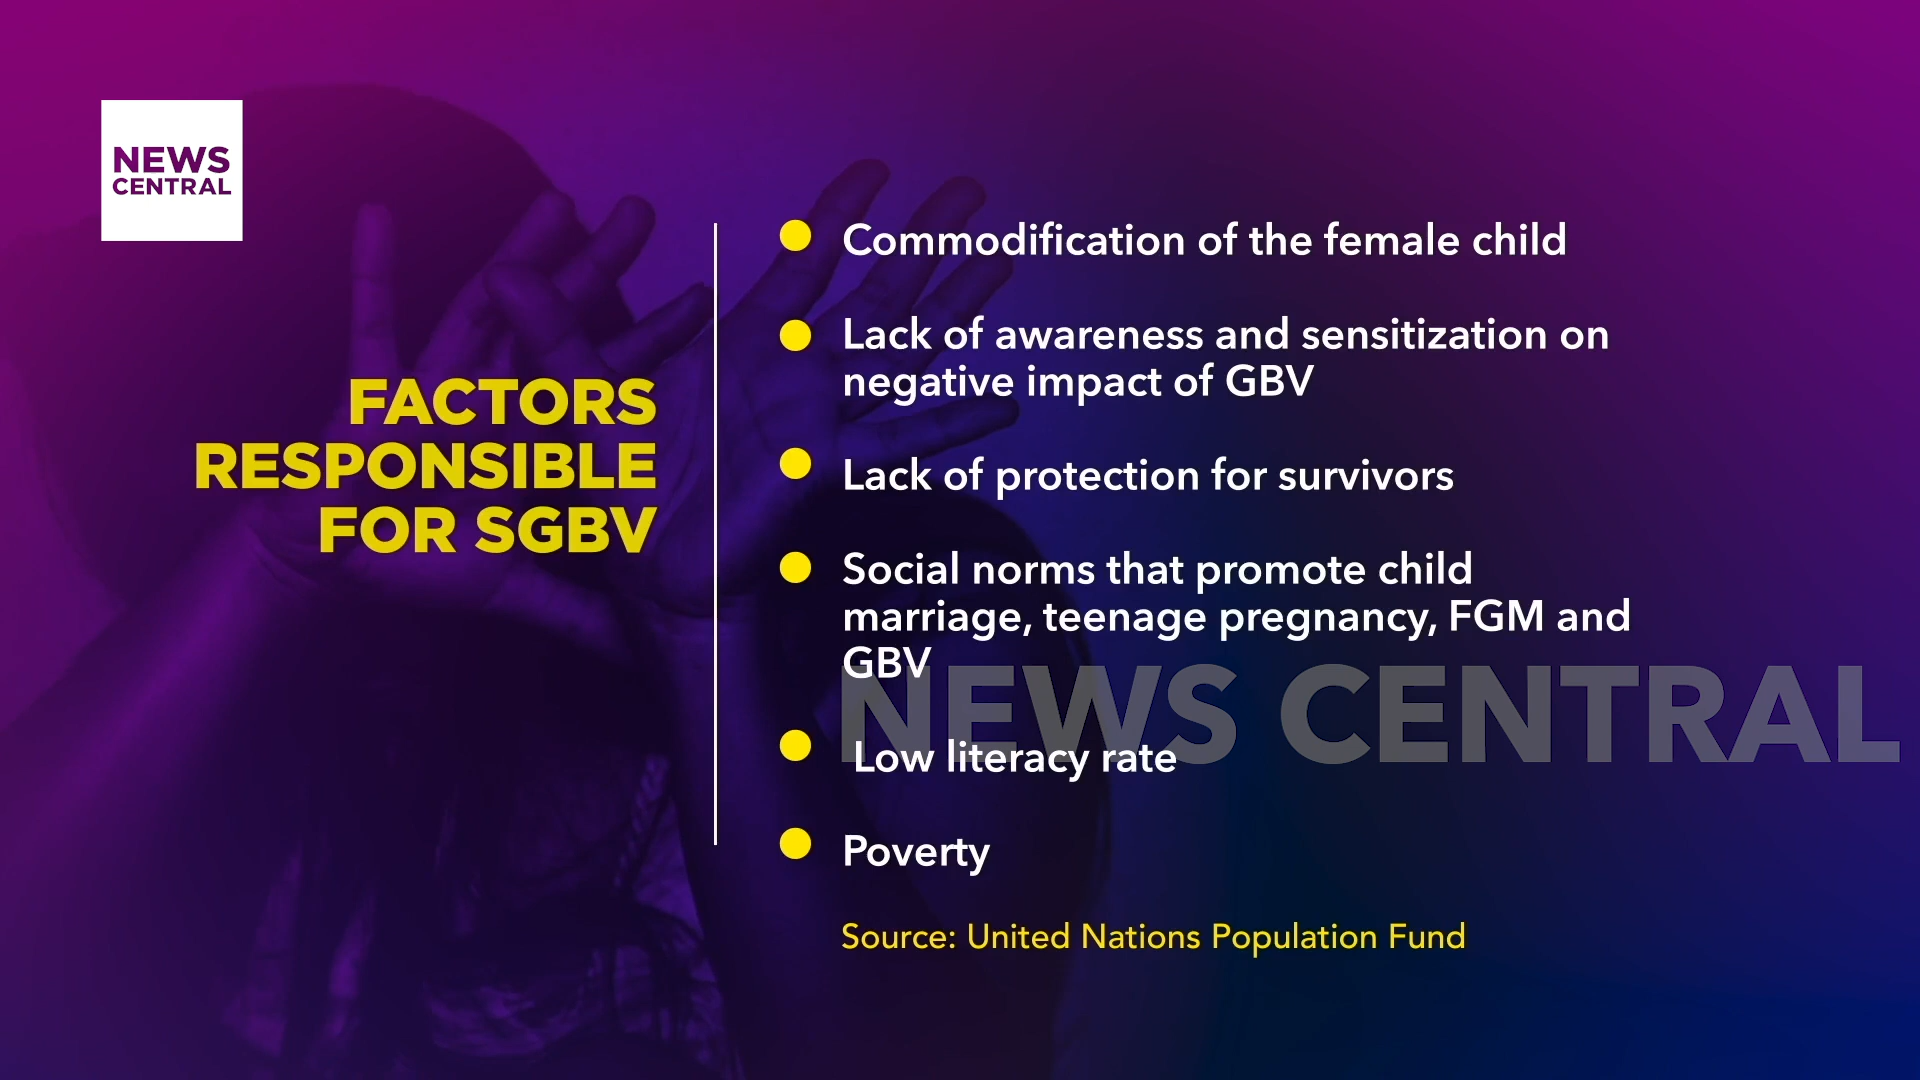 NEWS
CENTRAL
FACTORS
RESPONSIBLE
FOR SGBV
Commodification of the female child
Lack of awareness and sensitization on
negative impact of GBV
Lack of protection for survivors
Social norms that promote child
marriage, teenage pregnancy, FGM and
GBV
NEWS CENTRAL
Low literacy rate
Poverty
Source: United Nations Population Fund